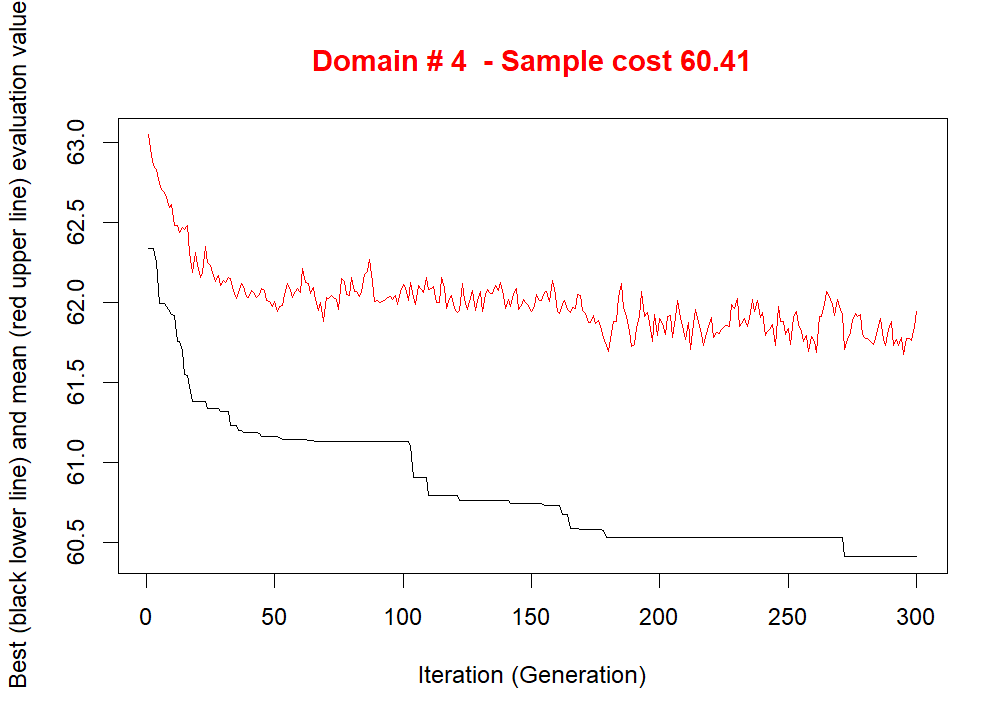 Domain # 4  - Sample cost 60.41
Best (black lower line) and mean (red upper line) evaluation value
63.0
62.5
62.0
61.5
61.0
60.5
0 50 100 150 200 250 300
Iteration (Generation)